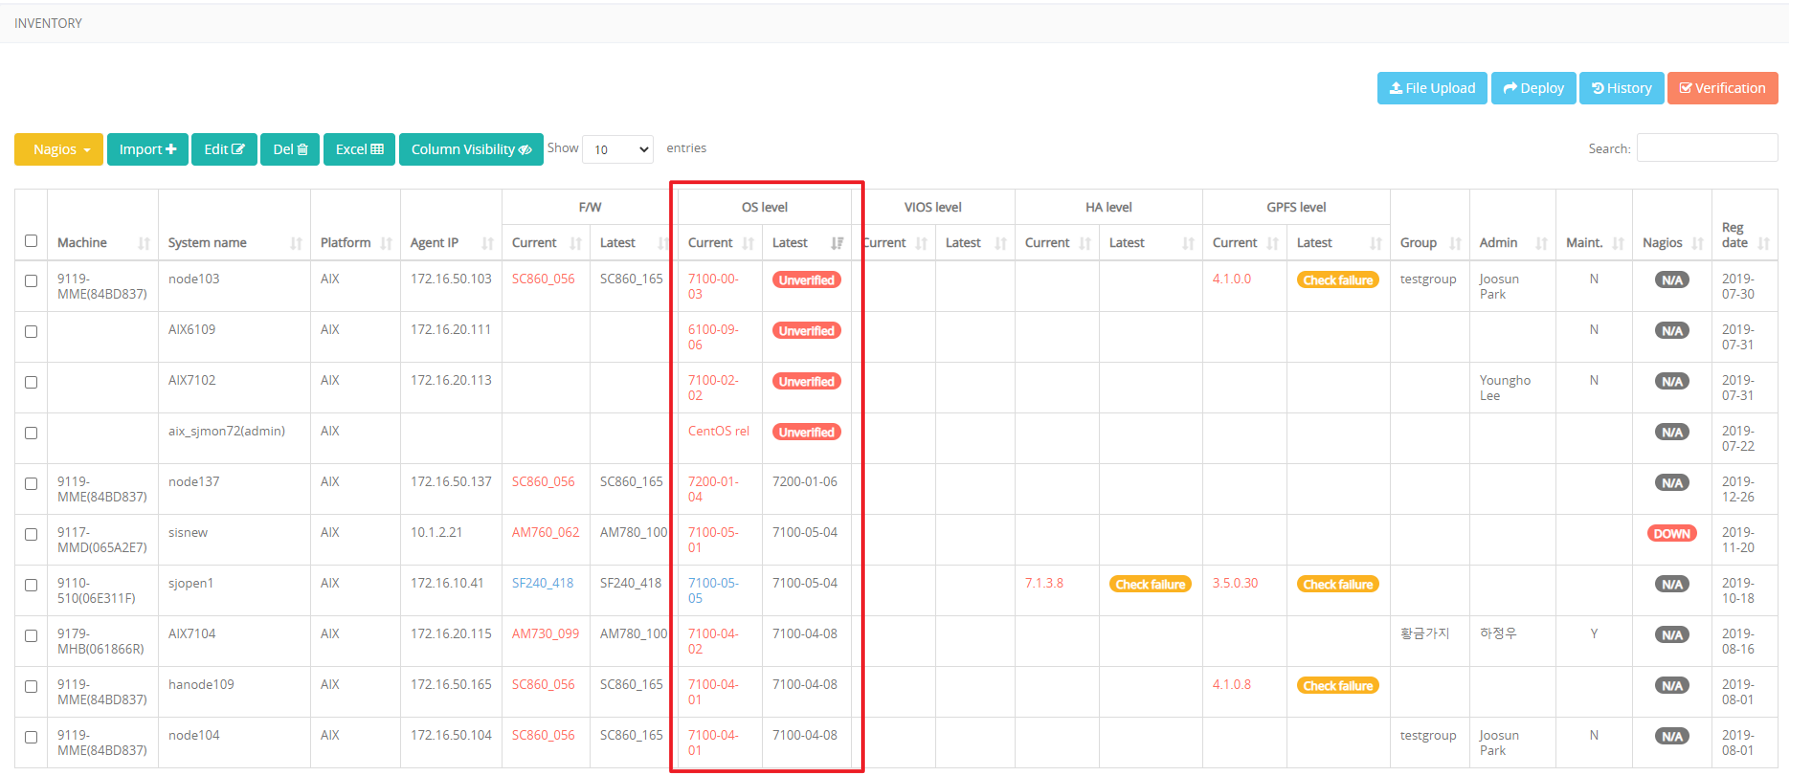 INVENTORY
File Upload Deploy History Verification
Nagios Import Edit Del Excel Column Visibility Show 10 entries Search:
F/W OS level VIOS level HA level GPFS level
Machine System name Platform Agent IP Current Latest Current Latest Current Latest Current Latest Current Latest Group Admin Maint. Nagios Reg date
9119-MME(84BD837) node103 AIX 172.16.50.103 SC860_056 SC860_165 7100-00-03 Unverified 4.1.0.0 Check failure testgroup Joosun Park N N/A 2019-07-30
AIX6109 AIX 172.16.20.111 6100-09-06 Unverified N N/A 2019-07-31
AIX7102 AIX 172.16.20.113 7100-02-02 Unverified Youngho Lee N N/A 2019-07-31
aix_sjmon72(admin) AIX CentOS rel Unverified N/A 2019-07-22
9119-MME(84BD837) node137 AIX 172.16.50.137 SC860_056 SC860_165 7200-01-04 7200-01-06 N/A 2019-12-26
9117-MMD(065A2E7) sisnew AIX 10.1.2.21 AM760_062 AM780_100 7100-05-01 7100-05-04 DOWN 2019-11-20
9110-510(06E311F) sjopen1 AIX 172.16.10.41 SF240_418 SF240_418 7100-05-05 7100-05-04 7.1.3.8 Check failure 3.5.0.30 Check failure N/A 2019-10-18
9179-MHB(061866R) AIX7104 AIX 172.16.20.115 AM730_099 AM780_100 7100-04-02 7100-04-08 황금가지 하정우 Y N/A 2019-08-16
9119-MME(84BD837) hanode109 AIX 172.16.50.165 SC860_056 SC860_165 7100-04-01 7100-04-08 4.1.0.8 Check failure N/A 2019-08-01
9119-MME(84BD837) node104 AIX 172.16.50.104 SC860_056 SC860_165 7100-04-01 7100-04-08 testgroup Joosun Park N N/A 2019-08-01